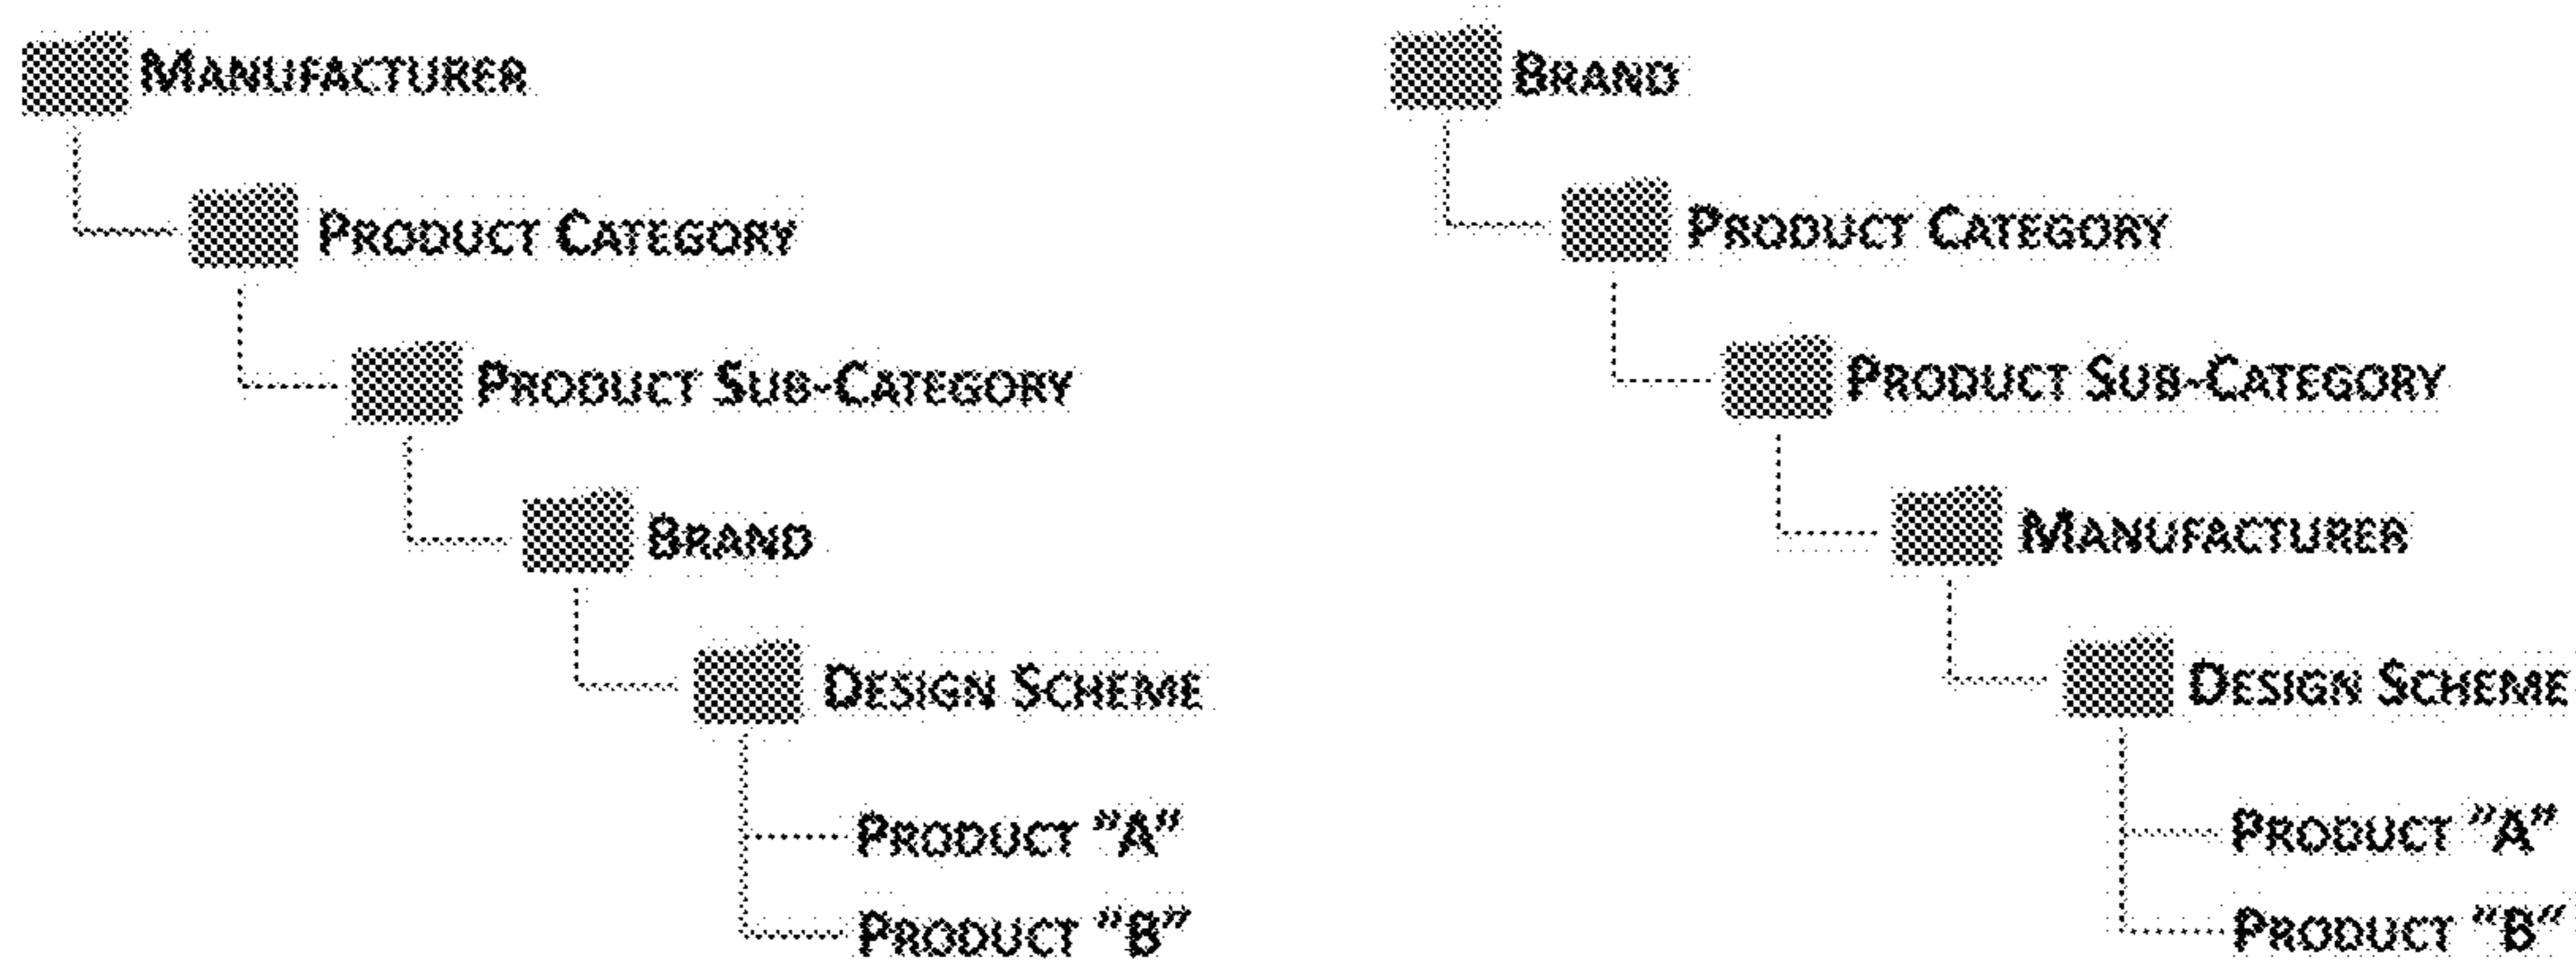 MANUFACTURER
PRODUCT CATEGORY
PRODUCT SUB-CATEGORY
BRAND
DESIGN SCHEME
PRODUCT "A"
PRODUCT "B"
BRAND
PRODUCT CATEGORY
PRODUCT SUB-CATEGORY
MANUFACTURER
DESIGN SCHEME
PRODUCT "A"
PRODUCT "B"